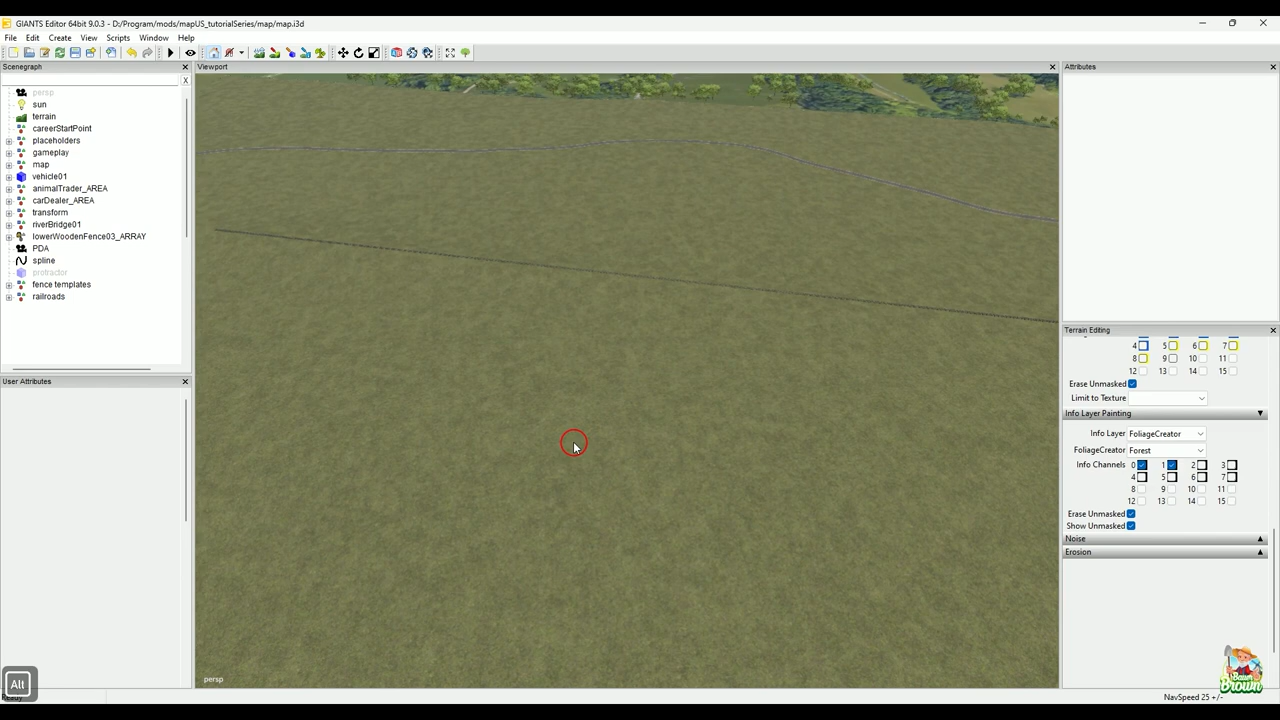 GIANTS Editor 64bit 9.0.3 - D:/Program/mods/mapUS_tutorialSeries/map/map.i3d
File Edit Create View Scripts Window Help
Scenegraph
X
persp
sun
terrain
careerStartPoint
placeholders
gameplay
map
vehicle01
animalTrader_AREA
carDealer_AREA
transform
riverBridge01
lowerWoodenFence03_ARRAY
PDA
spline
protractor
fence templates
railroads
User Attributes
Alt
Viewport
persp
Attributes
Terrain Editing
4 5 6 7
8 9 10 11
12 13 14 15
Erase Unmasked
Limit to Texture
Info Layer Painting
Info Layer FoliageCreator
FoliageCreator Forest
Info Channels 0 1 2 3
4 5 6 7
8 9 10 11
12 13 14 15
Erase Unmasked
Show Unmasked
Noise
Erosion
Brown
NavSpeed 25 +/-